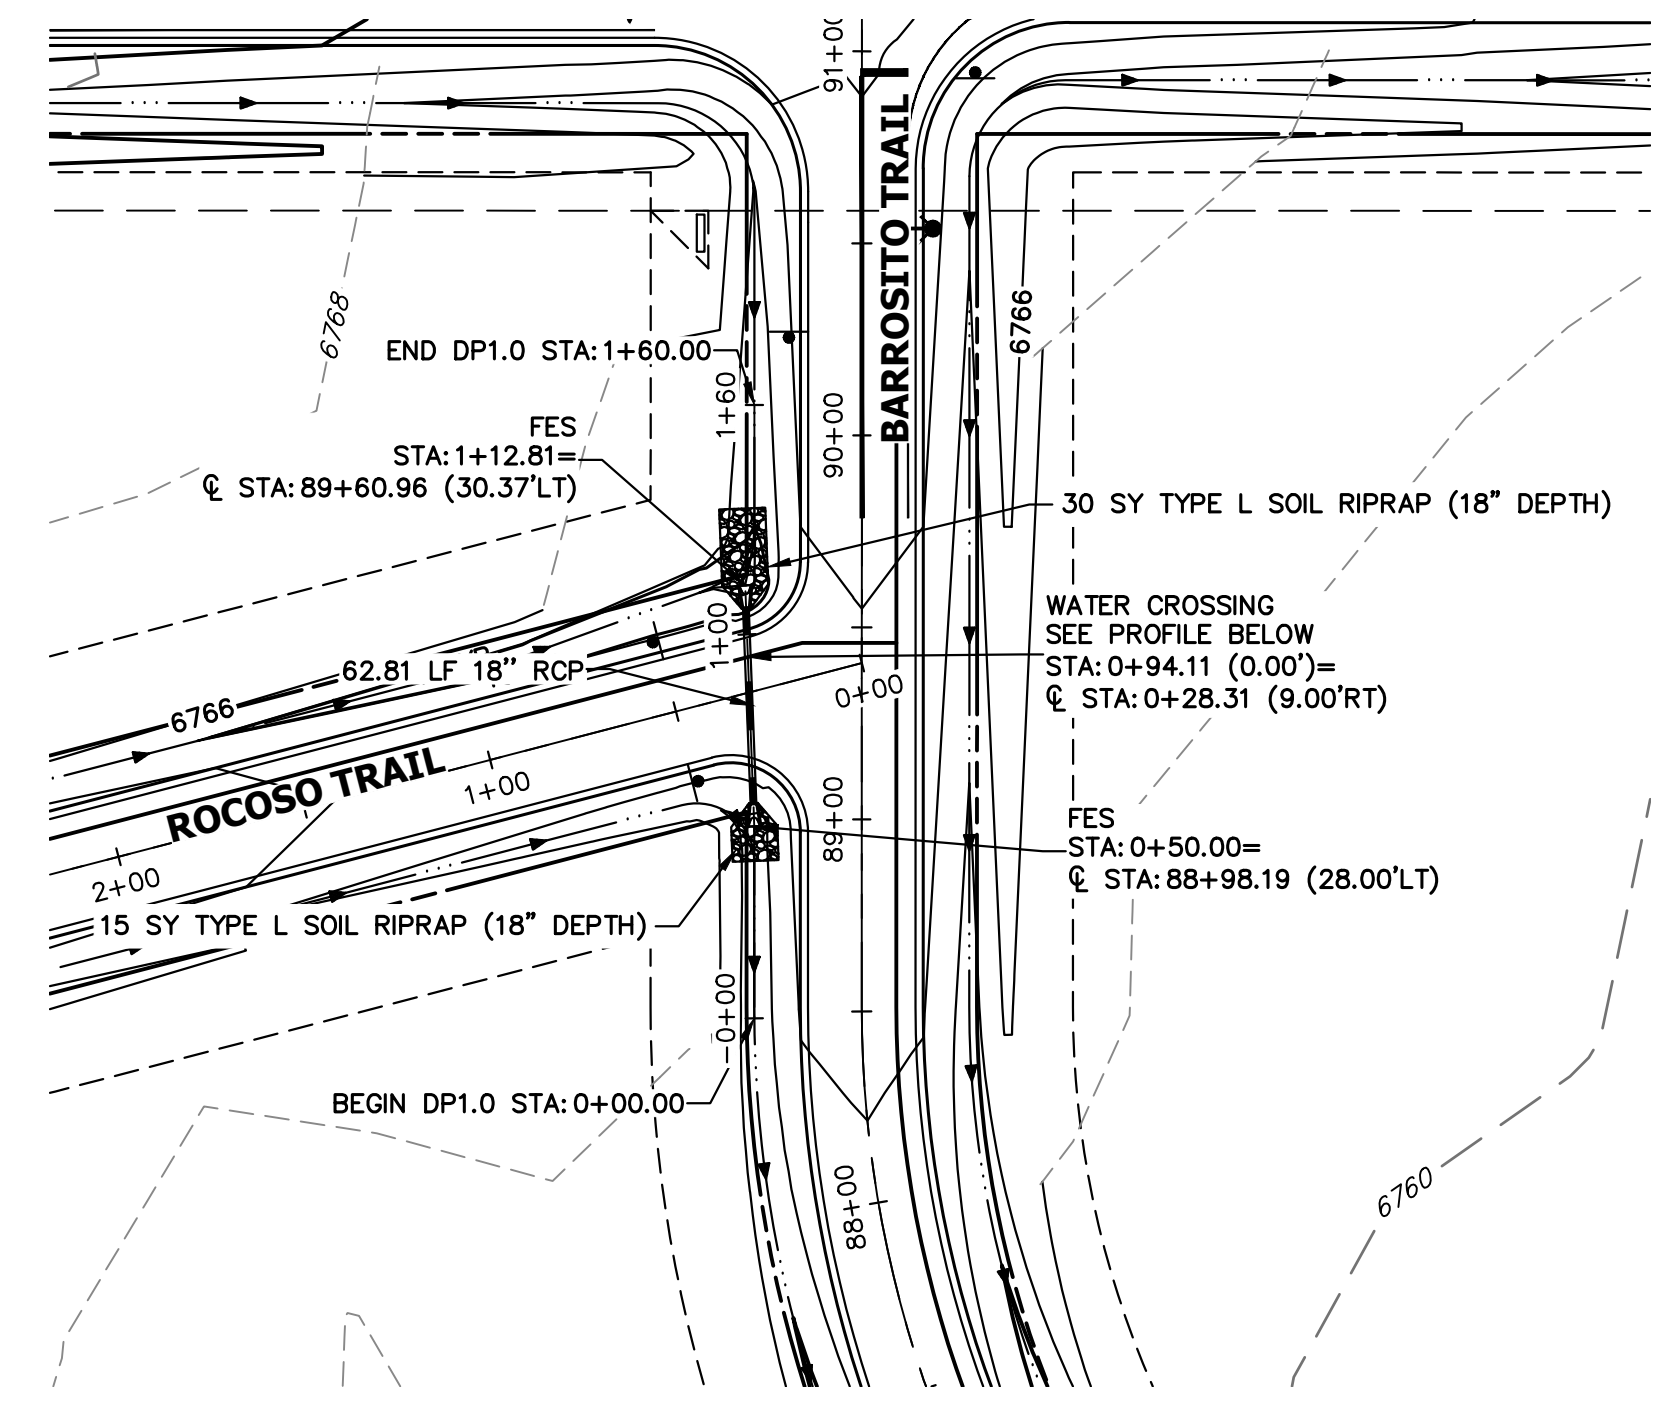 91+00
BARROSITO TRAIL
6768
6766
END DP1.0 STA:1+60.00
1+60
90+00
FES
STA:1+12.81=
℄ STA:89+60.96 (30.37'LT)
30 SY TYPE L SOIL RIPRAP (18” DEPTH)
WATER CROSSING
SEE PROFILE BELOW
STA:0+94.11 (0.00')=
℄ STA:0+28.31 (9.00'RT)
1+00
62.81 LF 18” RCP
0+00
6766
ROCOSO TRAIL
1+00
2+00
89+00
FES
STA:0+50.00=
℄ STA:88+98.19 (28.00'LT)
15 SY TYPE L SOIL RIPRAP (18” DEPTH)
0+00
BEGIN DP1.0 STA:0+00.00
88+00
6760